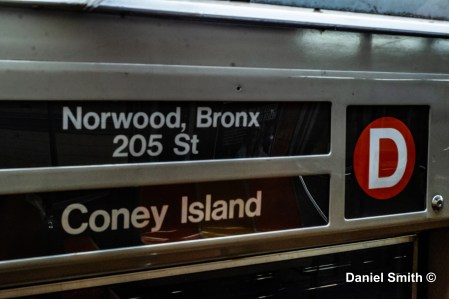 Norwood, Bronx
205 St
D
Coney Island
Daniel Smith ©